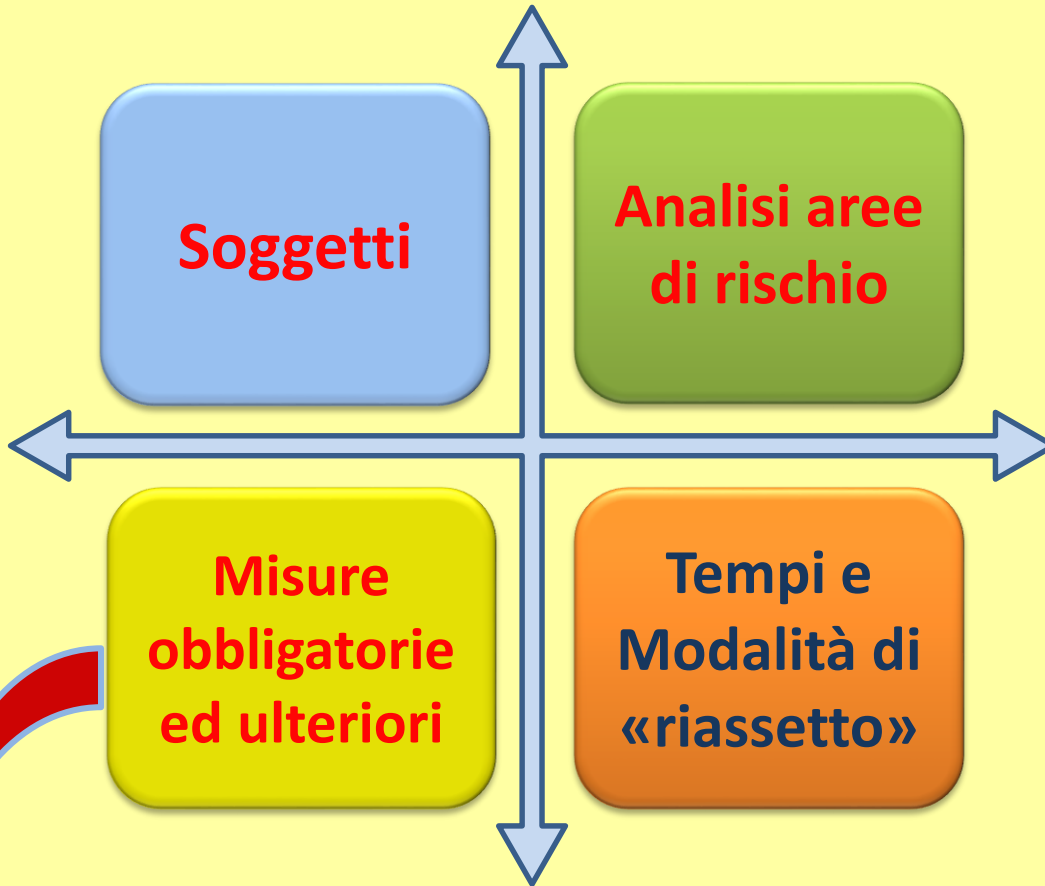 Soggetti
Analisi aree
di rischio
Misure
obbligatorie
ed ulteriori
Tempi e
Modalità di
«riassetto»